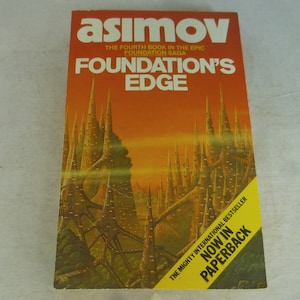 asimov
THE FOURTH BOOK IN THE EPIC
FOUNDATION SAGA
FOUNDATION'S
EDGE
THE MIGHTY INTERNATIONAL BESTSELLER
NOW IN
PAPERBACK